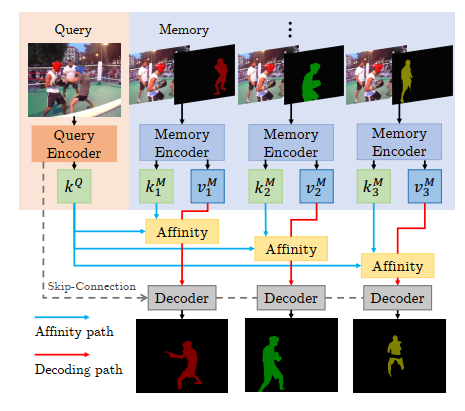 Query
Memory
⋮
Query
Encoder
Memory
Encoder
Memory
Encoder
Memory
Encoder
k^Q
k_1^M
v_1^M
k_2^M
v_2^M
k_3^M
v_3^M
Affinity
Affinity
Affinity
Skip-Connection
Decoder
Decoder
Decoder
Affinity path
Decoding path